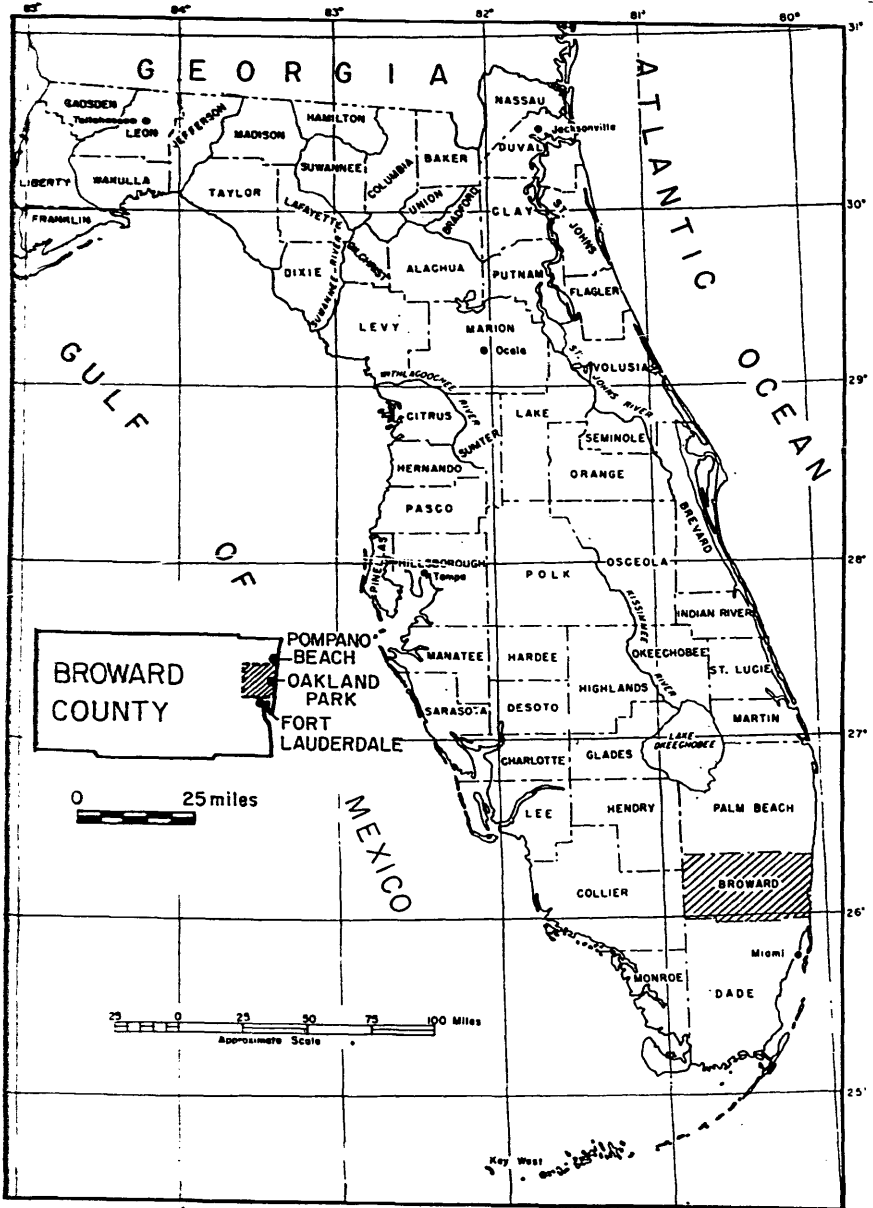 85° 84° 83° 82° 81° 80°
31°
GEORGIA
ATLANTIC OCEAN
NASSAU
GADSDEN
HAMILTON
Tallahassee
LEON
JEFFERSON
MADISON
Jacksonville
DUVAL
BAKER
COLUMBIA
SUWANNEE
LIBERTY
WAKULLA
TAYLOR
LAFAYETTE
UNION
BRADFORD
CLAY
ST. JOHNS
30°
FRANKLIN
DIXIE
SUWANNEE RIVER
GILCHRIST
ALACHUA
PUTNAM
FLAGLER
LEVY
MARION
Ocala
ST. JOHNS RIVER
VOLUSIA
29°
WITHLACOOCHEE RIVER
CITRUS
SUMTER
LAKE
SEMINOLE
HERNANDO
ORANGE
PASCO
BREVARD
GULF OF MEXICO
28°
PINELLAS
HILLSBOROUGH
Tampa
POLK
OSCEOLA
KISSIMMEE RIVER
INDIAN RIVER
MANATEE
HARDEE
OKEECHOBEE
ST. LUCIE
HIGHLANDS
SARASOTA
DESOTO
MARTIN
27°
LAKE
OKEECHOBEE
CHARLOTTE
GLADES
LEE
HENDRY
PALM BEACH
BROWARD
COLLIER
26°
Miami
MONROE
DADE
25°
Key West
BROWARD
COUNTY
POMPANO
BEACH
OAKLAND
PARK
FORT
LAUDERDALE
0 25 miles
25 0 25 50 75 100 Miles
Approximate Scale